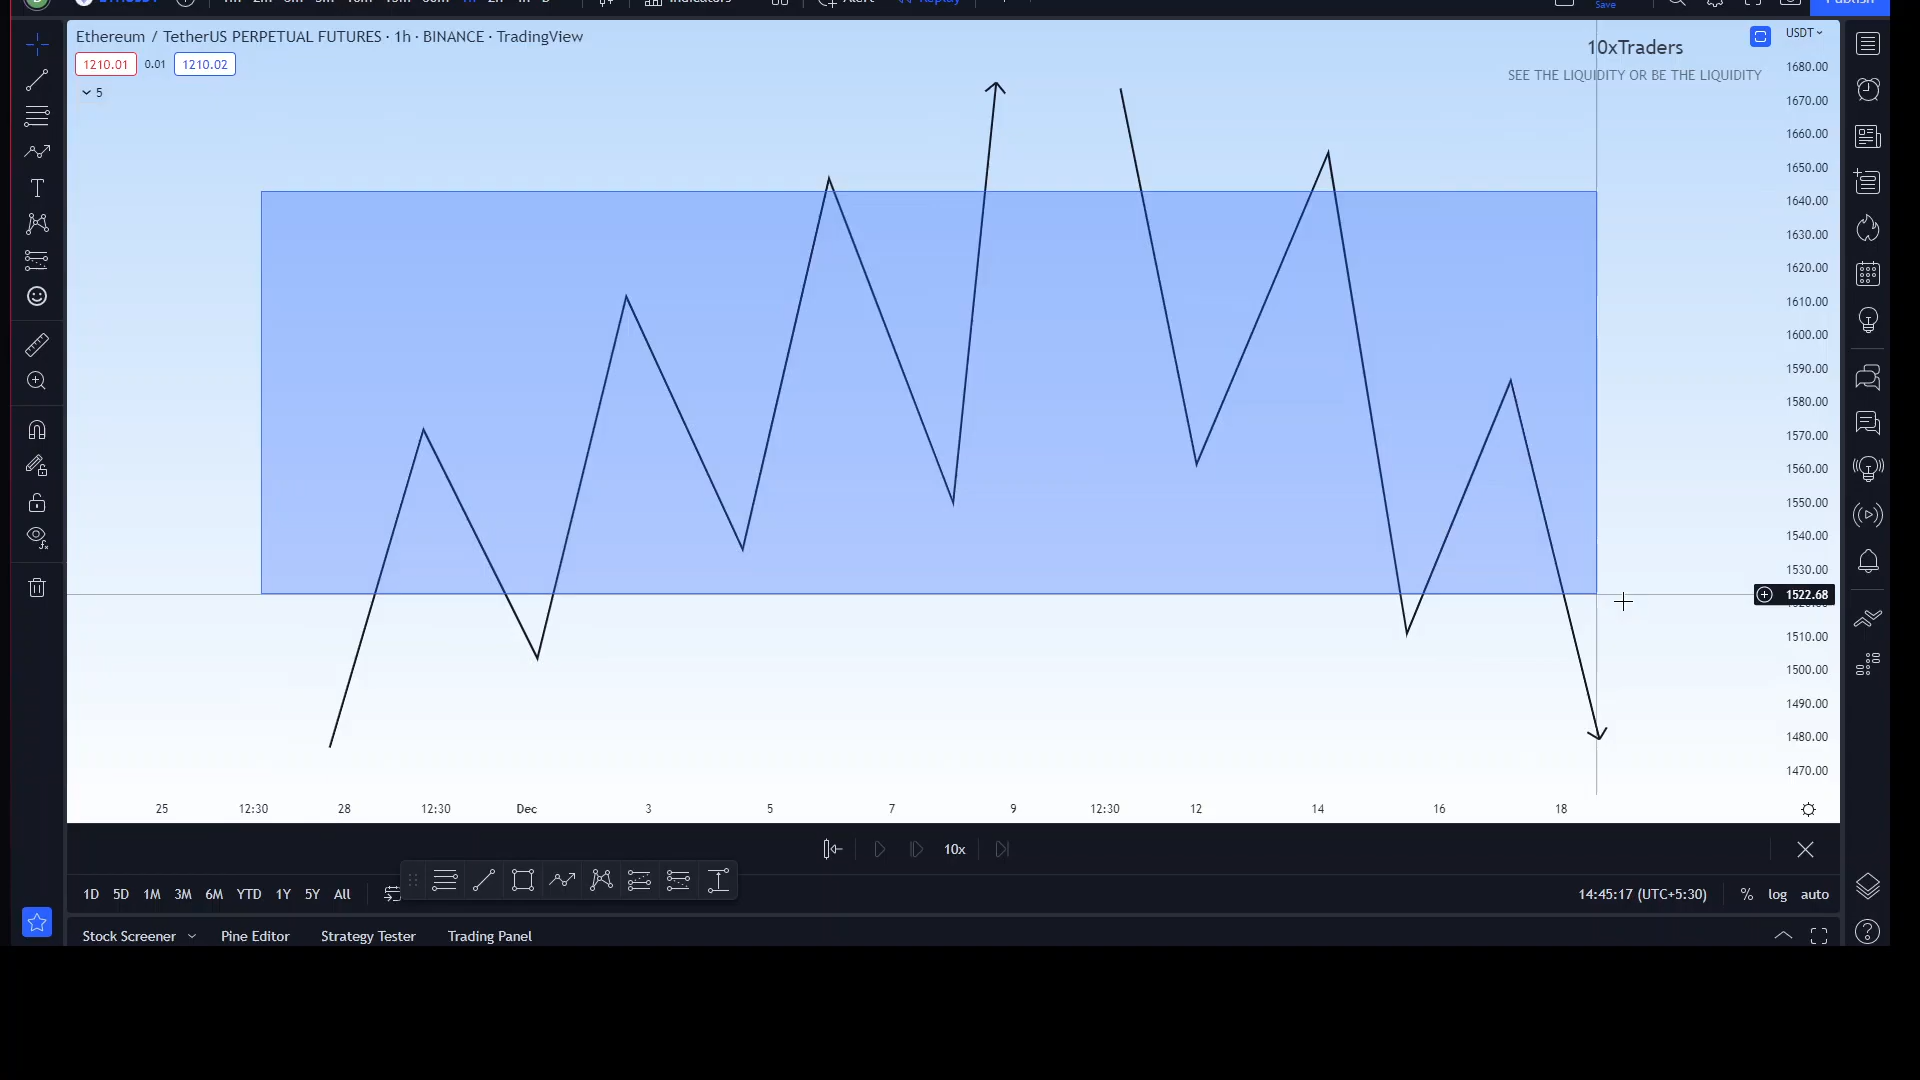 Ethereum / TetherUS PERPETUAL FUTURES · 1h · BINANCE · TradingView
1210.01 0.01 1210.02
5
10xTraders
SEE THE LIQUIDITY OR BE THE LIQUIDITY
Save
USDT
1680.00
1670.00
1660.00
1650.00
1640.00
1630.00
1620.00
1610.00
1600.00
1590.00
1580.00
1570.00
1560.00
1550.00
1540.00
1530.00
1522.68
1510.00
1500.00
1490.00
1480.00
1470.00
25 12:30 28 12:30 Dec 3 5 7 9 12:30 12 14 16 18
10x
1D 5D 1M 3M 6M YTD 1Y 5Y All 14:45:17 (UTC+5:30) % log auto
Stock Screener Pine Editor Strategy Tester Trading Panel